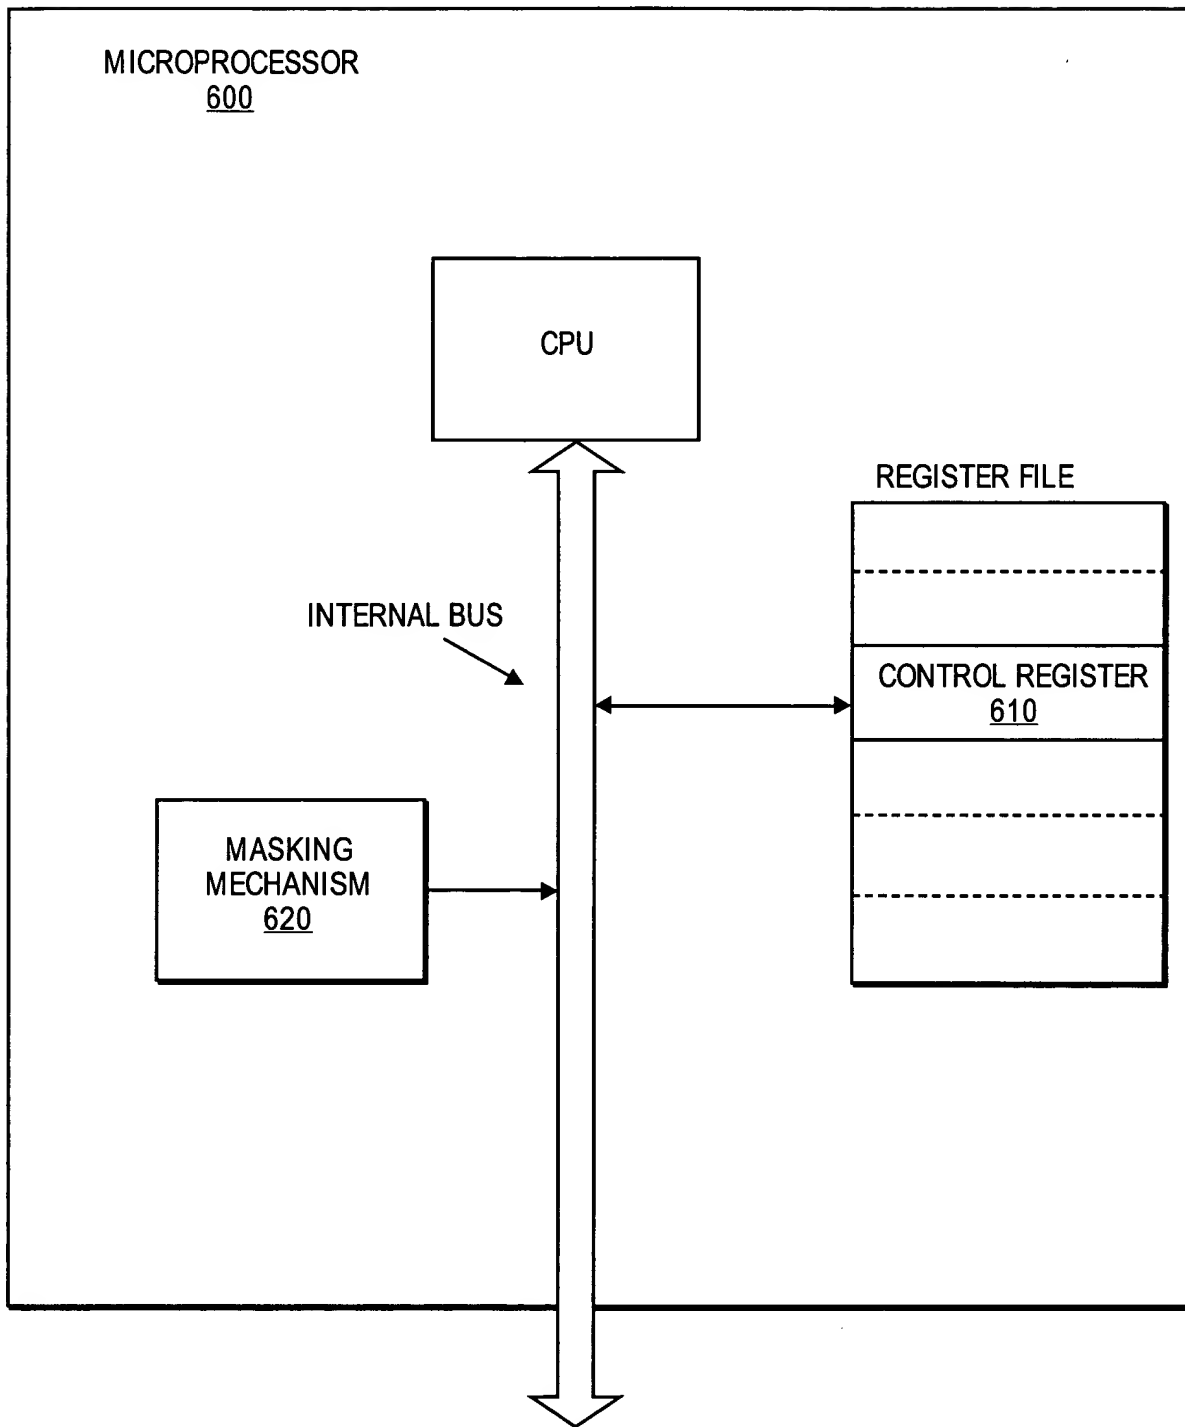 MICROPROCESSOR
600
CPU
REGISTER FILE
INTERNAL BUS
CONTROL REGISTER
610
MASKING
MECHANISM
620